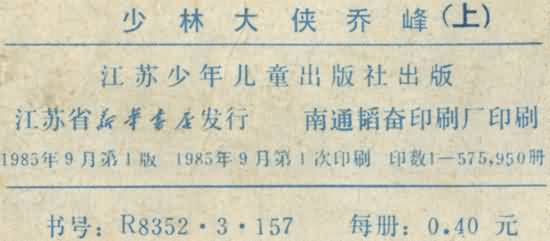 少林大侠乔峰(上)
江苏少年儿童出版社出版
江苏省新华书店发行 南通韬奋印刷厂印刷
1985年9月第1版 1985年9月第1次印刷 印数1—575,950册
书号：R8352·3·157 每册：0.40 元